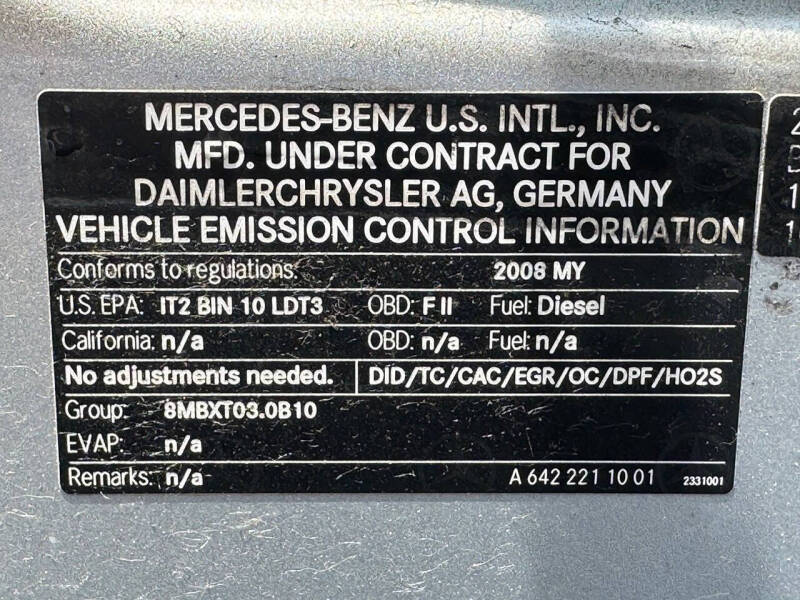 MERCEDES-BENZ U.S. INTL., INC.
MFD. UNDER CONTRACT FOR
DAIMLERCHRYSLER AG, GERMANY
VEHICLE EMISSION CONTROL INFORMATION
Conforms to regulations: 2008 MY
U.S. EPA: IT2 BIN 10 LDT3 OBD: F II Fuel: Diesel
California: n/a OBD: n/a Fuel: n/a
No adjustments needed. DID/TC/CAC/EGR/OC/DPF/HO2S
Group: 8MBXT03.0B10
EVAP: n/a
Remarks: n/a A 642 221 10 01 2331001